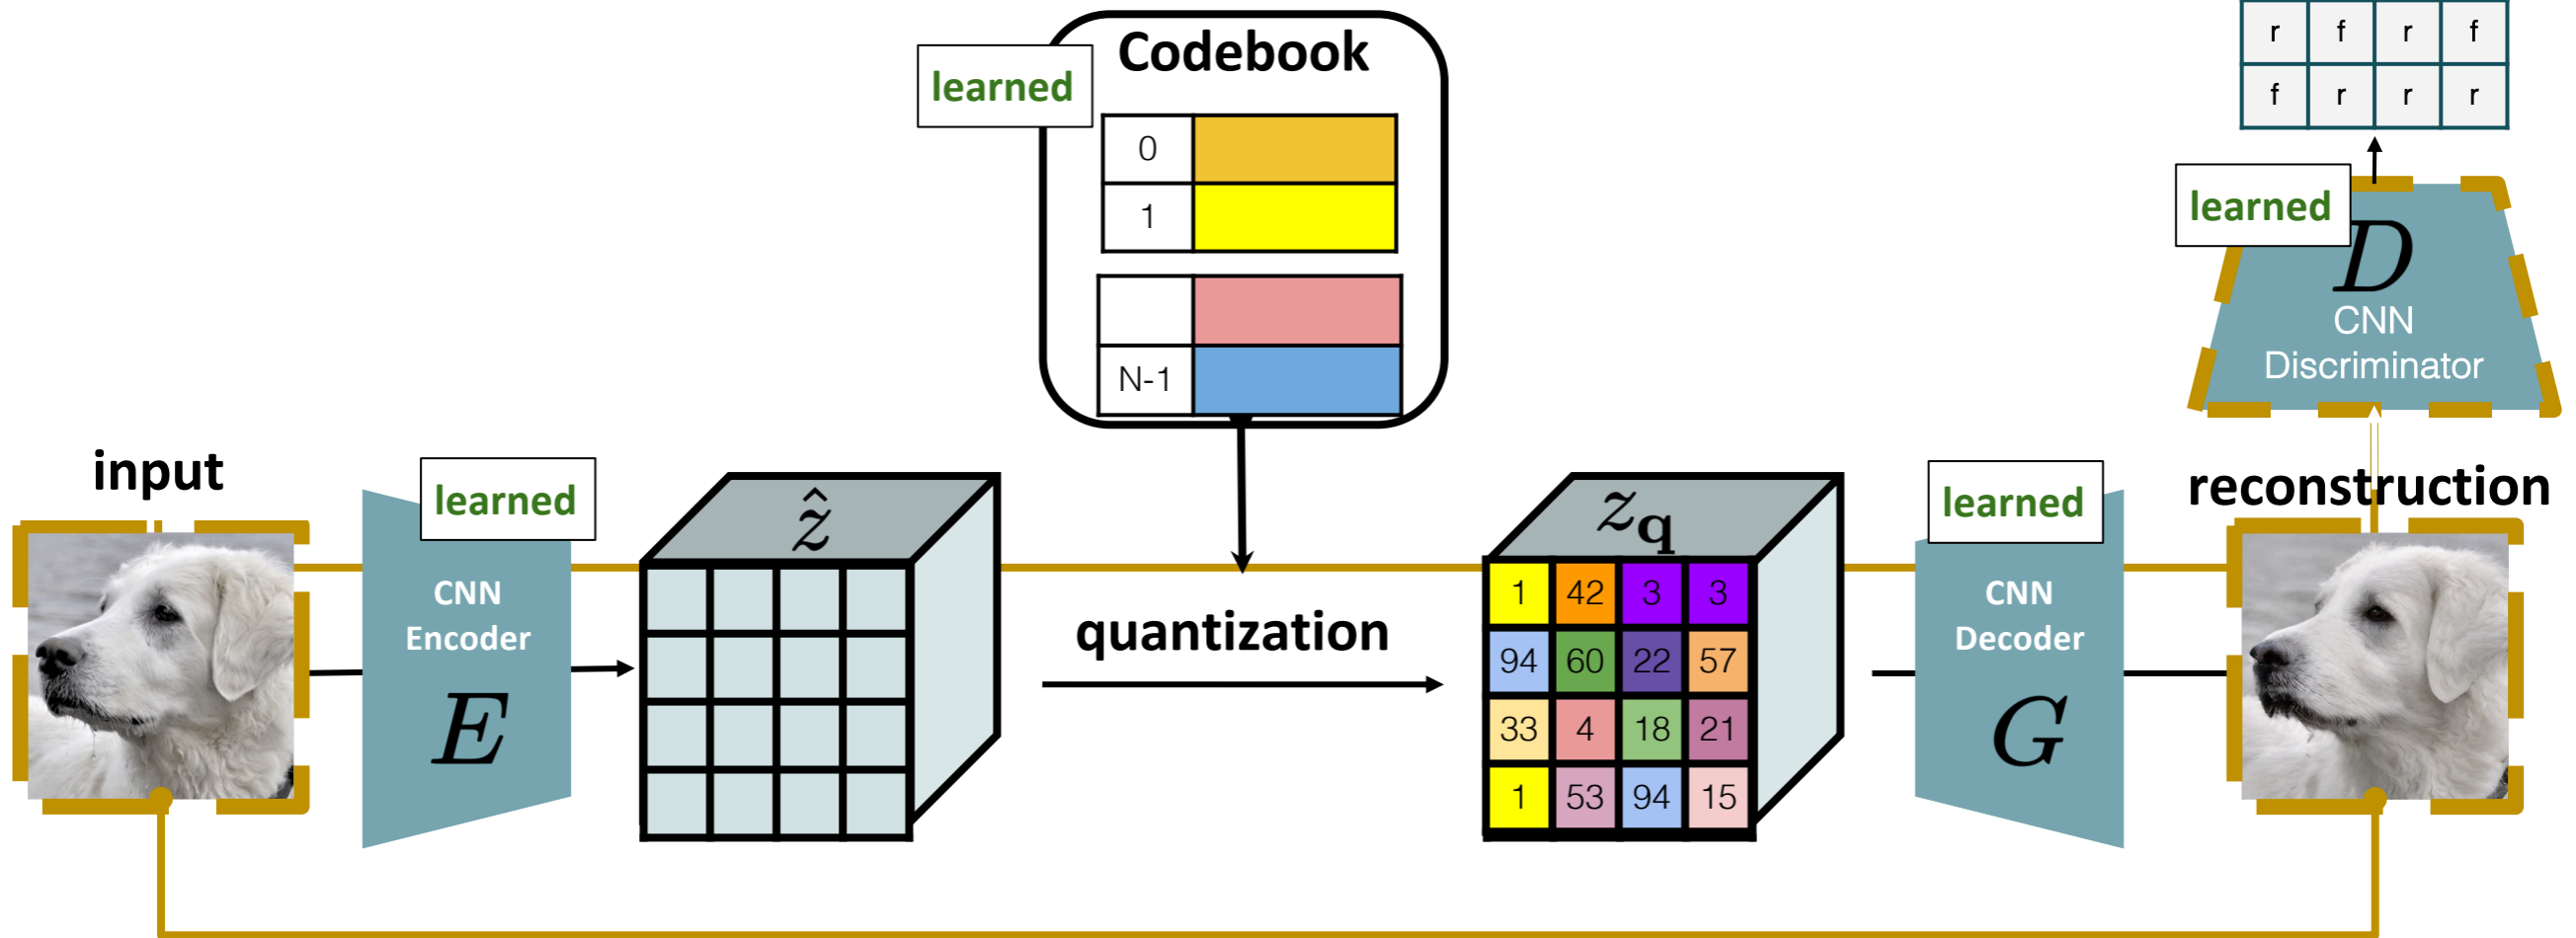 Codebook
learned
0
1
N-1
r f r f
f r r r
learned
D
CNN
Discriminator
input
learned
CNN
Encoder
E
ẑ
quantization
z_q
1 42 3 3
94 60 22 57
33 4 18 21
1 53 94 15
learned
CNN
Decoder
G
reconstruction